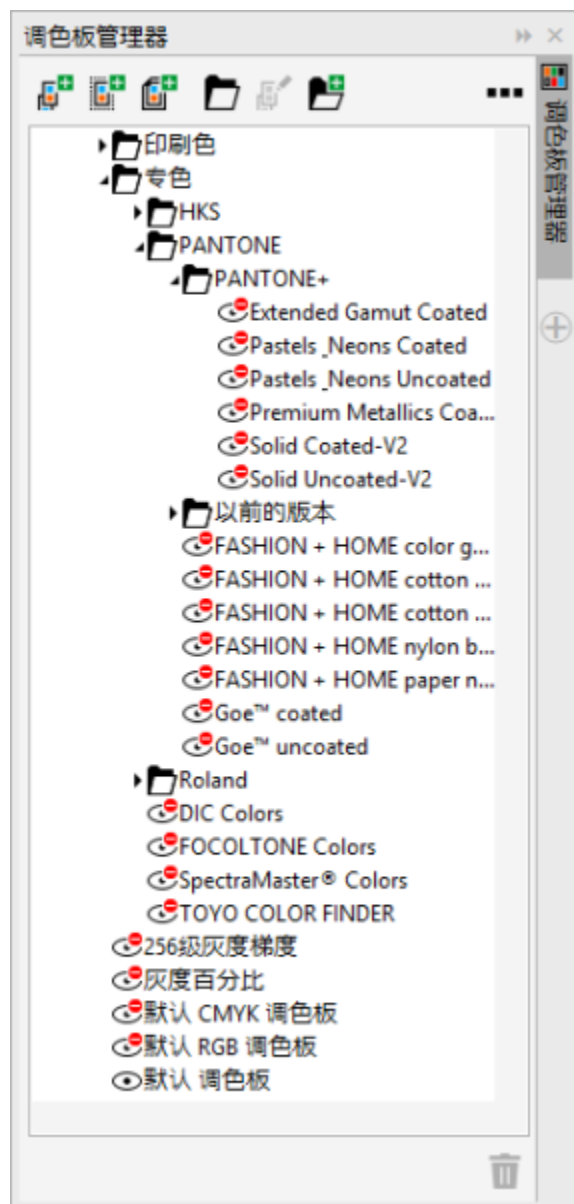 调色板管理器
调色板管理器
印刷色
专色
HKS
PANTONE
PANTONE+
Extended Gamut Coated
Pastels _Neons Coated
Pastels _Neons Uncoated
Premium Metallics Coa...
Solid Coated-V2
Solid Uncoated-V2
以前的版本
FASHION + HOME color g...
FASHION + HOME cotton ...
FASHION + HOME cotton ...
FASHION + HOME nylon b...
FASHION + HOME paper n...
Goe™ coated
Goe™ uncoated
Roland
DIC Colors
FOCOLTONE Colors
SpectraMaster® Colors
TOYO COLOR FINDER
256级灰度梯度
灰度百分比
默认 CMYK 调色板
默认 RGB 调色板
默认 调色板